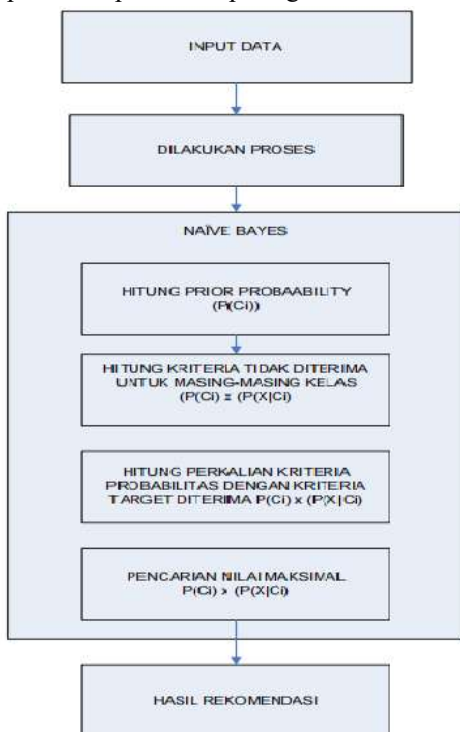 INPUT DATA
DILAKUKAN PROSES
NAÏVE BAYES
HITUNG PRIOR PROBAABILITY
(P(Ci))
HITUNG KRITERIA TIDAK DITERIMA
UNTUK MASING-MASING KELAS
(P(Ci) = (P(X|Ci)
HITUNG PERKALIAN KRITERIA
PROBABILITAS DENGAN KRITERIA
TARGET DITERIMA P(Ci) x (P(X|Ci)
PENCARIAN NILAI MAKSIMAL
P(Ci) x (P(X|Ci)
HASIL REKOMENDASI